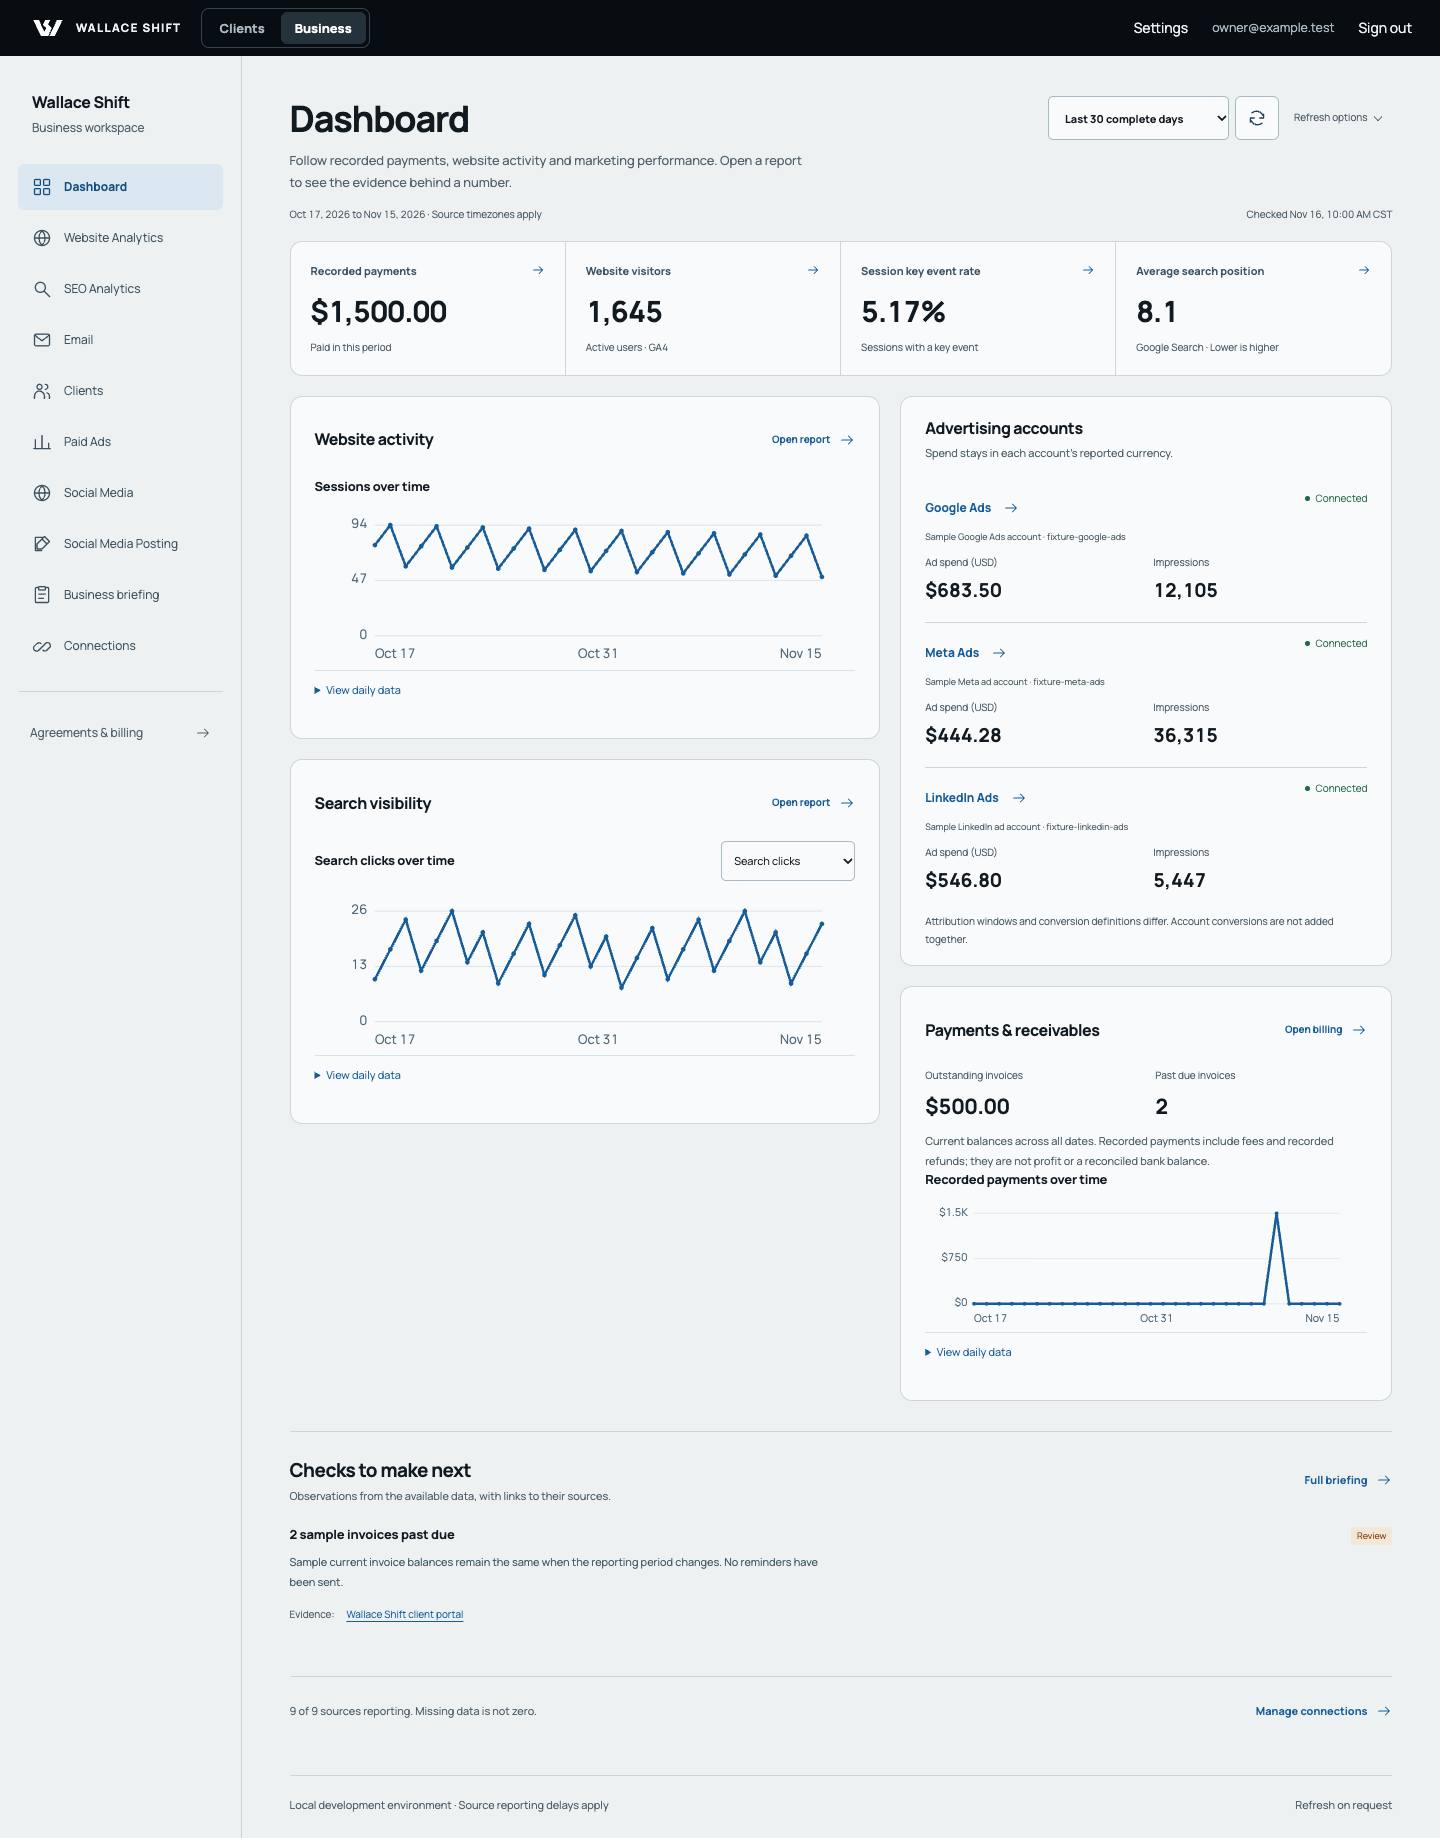 WALLACE SHIFT
Clients
Business
Settings
owner@example.test
Sign out
Wallace Shift
Business workspace
Dashboard
Website Analytics
SEO Analytics
Email
Clients
Paid Ads
Social Media
Social Media Posting
Business briefing
Connections
Agreements & billing
Dashboard
Last 30 complete days
Refresh options
Follow recorded payments, website activity and marketing performance. Open a report
to see the evidence behind a number.
Oct 17, 2026 to Nov 15, 2026 · Source timezones apply
Checked Nov 16, 10:00 AM CST
Recorded payments
$1,500.00
Paid in this period
Website visitors
1,645
Active users · GA4
Session key event rate
5.17%
Sessions with a key event
Average search position
8.1
Google Search · Lower is higher
Website activity
Open report
Sessions over time
94
47
0
Oct 17
Oct 31
Nov 15
View daily data
Search visibility
Open report
Search clicks over time
Search clicks
26
13
0
Oct 17
Oct 31
Nov 15
View daily data
Advertising accounts
Spend stays in each account's reported currency.
Google Ads
Connected
Sample Google Ads account · fixture-google-ads
Ad spend (USD)
Impressions
$683.50
12,105
Meta Ads
Connected
Sample Meta ad account · fixture-meta-ads
Ad spend (USD)
Impressions
$444.28
36,315
LinkedIn Ads
Connected
Sample LinkedIn ad account · fixture-linkedin-ads
Ad spend (USD)
Impressions
$546.80
5,447
Attribution windows and conversion definitions differ. Account conversions are not added
together.
Payments & receivables
Open billing
Outstanding invoices
Past due invoices
$500.00
2
Current balances across all dates. Recorded payments include fees and recorded
refunds; they are not profit or a reconciled bank balance.
Recorded payments over time
$1.5K
$750
$0
Oct 17
Oct 31
Nov 15
View daily data
Checks to make next
Full briefing
Observations from the available data, with links to their sources.
2 sample invoices past due
Review
Sample current invoice balances remain the same when the reporting period changes. No reminders have
been sent.
Evidence: Wallace Shift client portal
9 of 9 sources reporting. Missing data is not zero.
Manage connections
Local development environment · Source reporting delays apply
Refresh on request